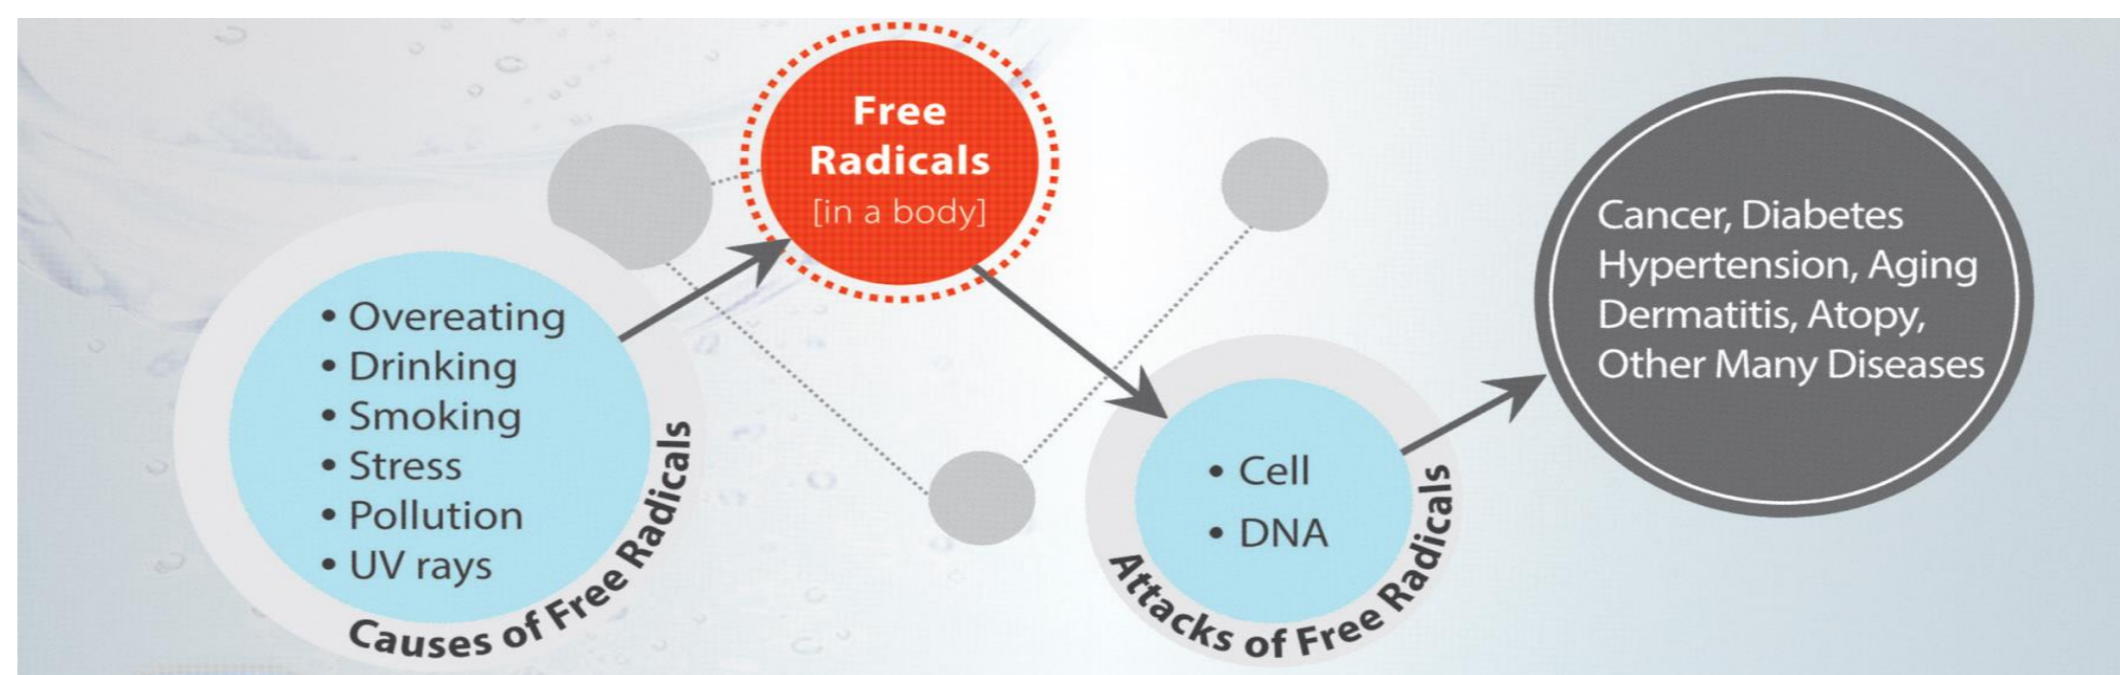 Free
Radicals
[in a body]
• Overeating
• Drinking
• Smoking
• Stress
• Pollution
• UV rays
Causes of Free Radicals
• Cell
• DNA
Attacks of Free Radicals
Cancer, Diabetes
Hypertension, Aging
Dermatitis, Atopy,
Other Many Diseases